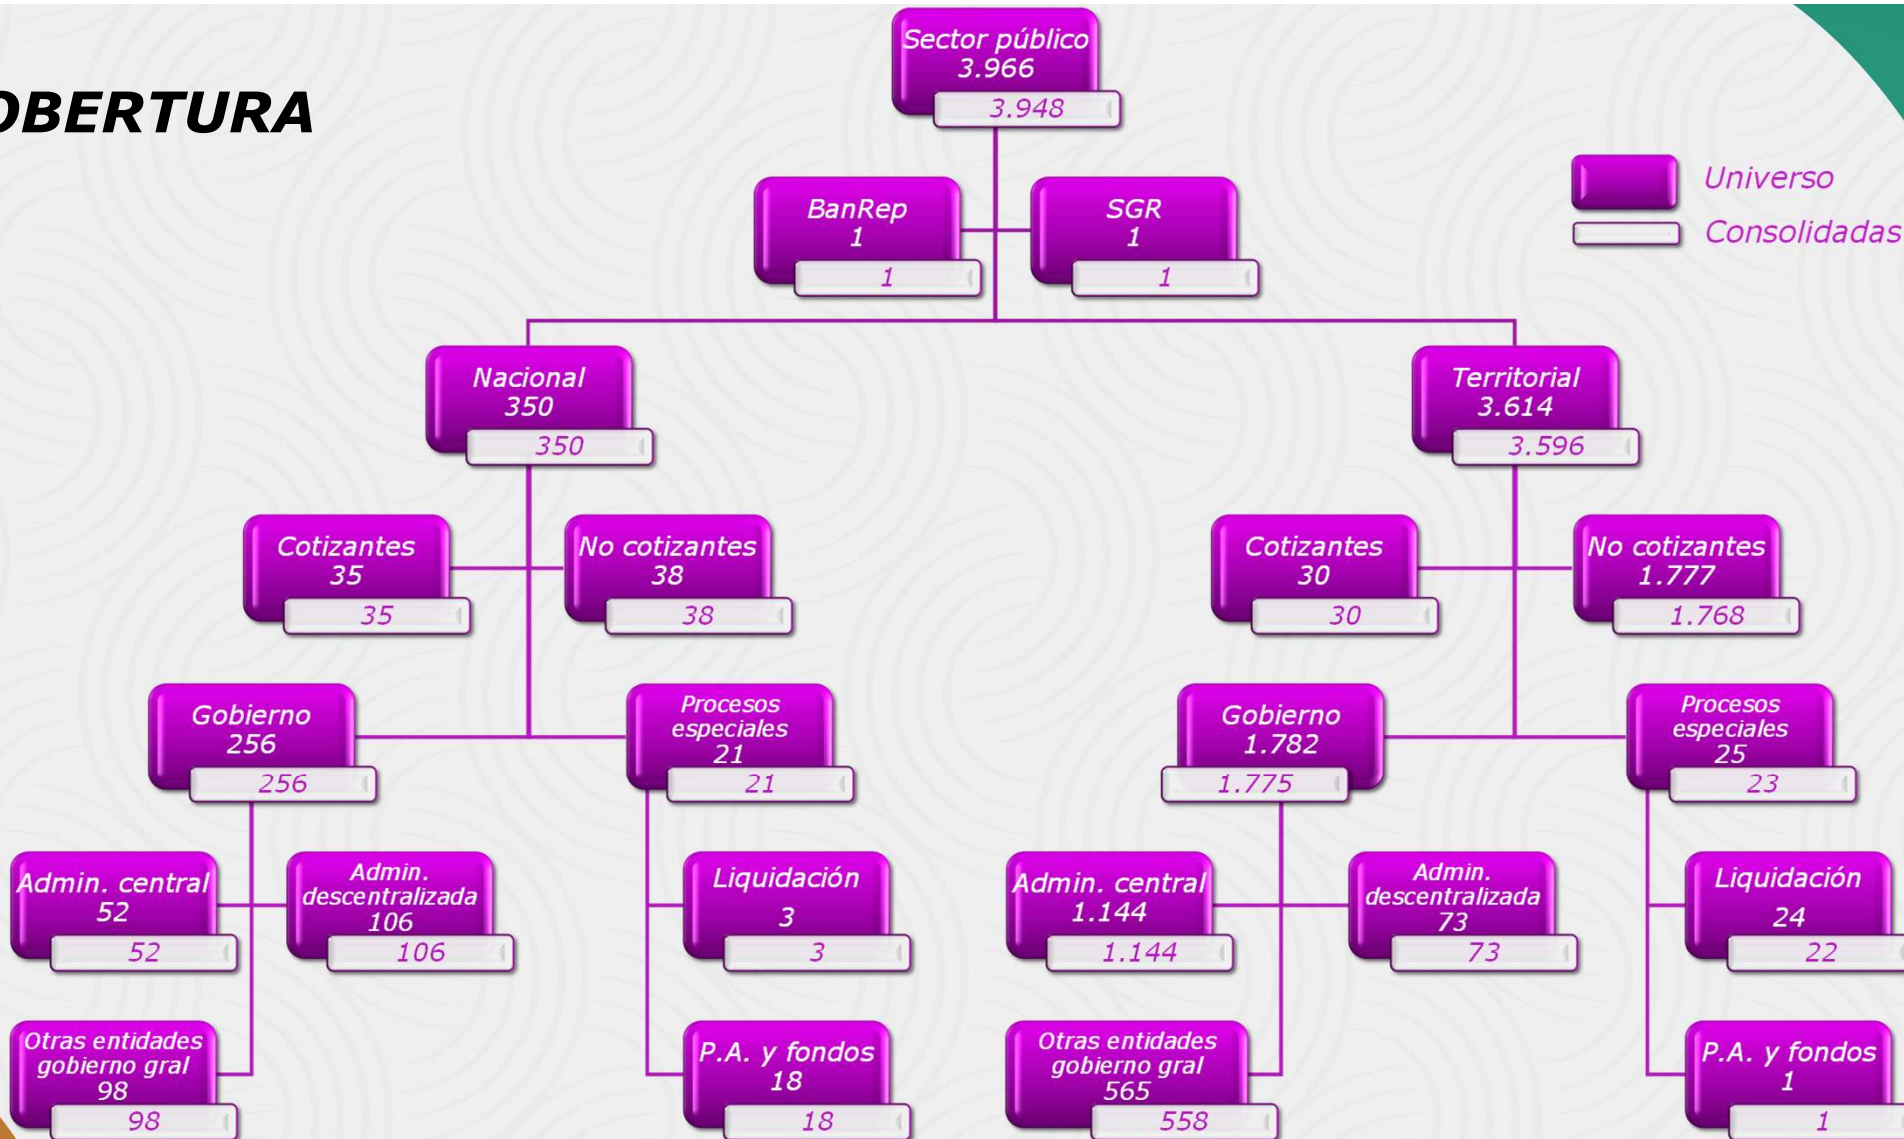 OBERTURA
Sector público
3.966
3.948
Universo
Consolidadas
BanRep
1
1
SGR
1
1
Nacional
350
350
Territorial
3.614
3.596
Cotizantes
35
35
No cotizantes
38
38
Cotizantes
30
30
No cotizantes
1.777
1.768
Gobierno
256
256
Procesos
especiales
21
21
Gobierno
1.782
1.775
Procesos
especiales
25
23
Admin. central
52
52
Admin.
descentralizada
106
106
Liquidación
3
3
Admin. central
1.144
1.144
Admin.
descentralizada
73
73
Liquidación
24
22
Otras entidades
gobierno gral
98
98
P.A. y fondos
18
18
Otras entidades
gobierno gral
565
558
P.A. y fondos
1
1